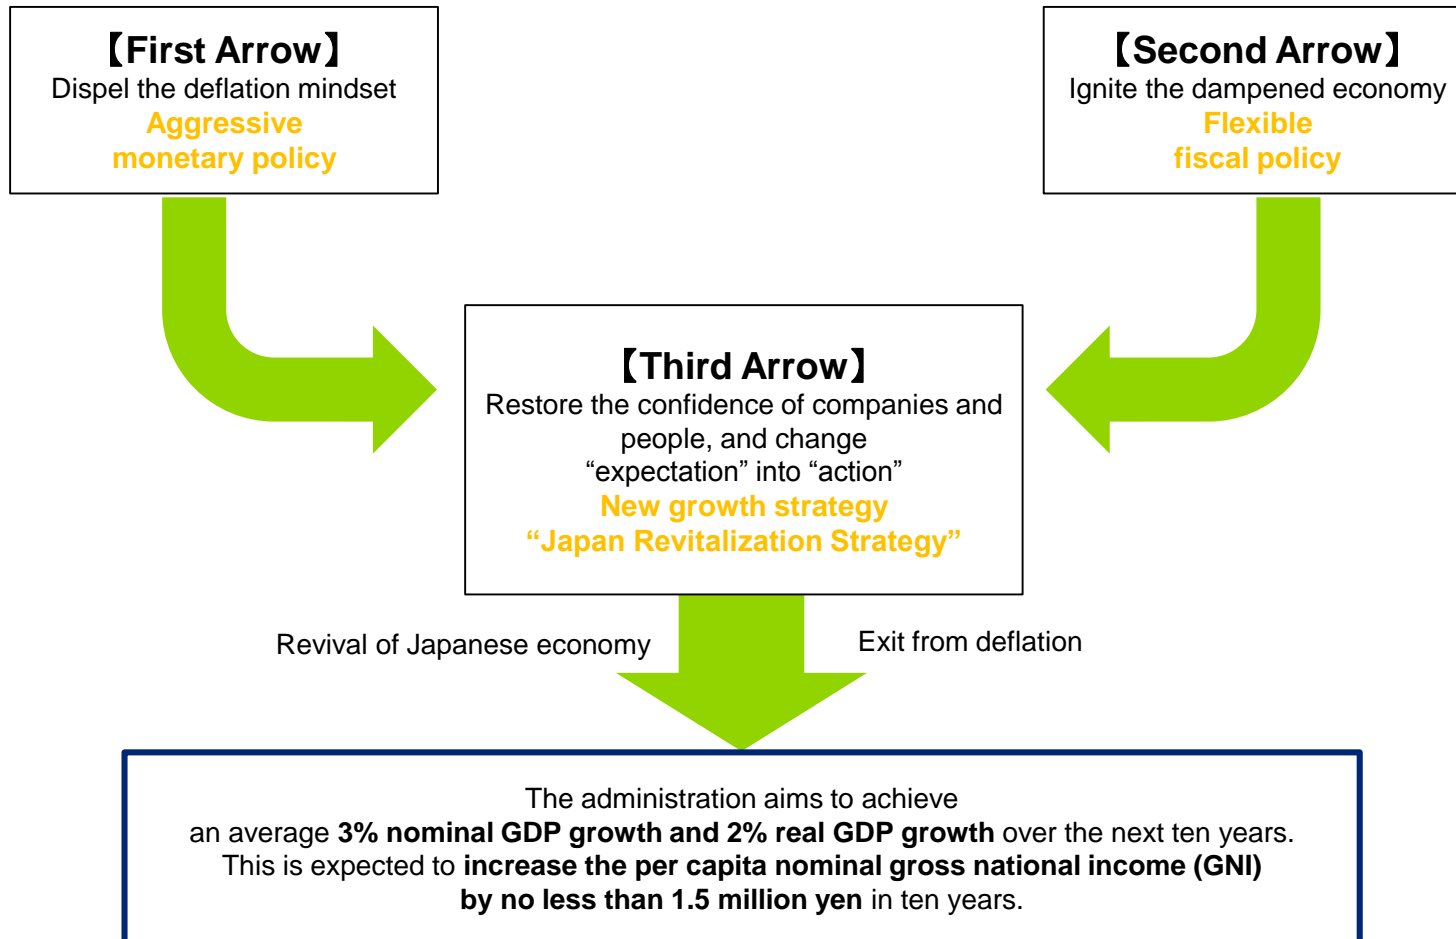 【First Arrow】
Dispel the deflation mindset
Aggressive
monetary policy
【Second Arrow】
Ignite the dampened economy
Flexible
fiscal policy
【Third Arrow】
Restore the confidence of companies and
people, and change
“expectation” into “action”
New growth strategy
“Japan Revitalization Strategy”
Revival of Japanese economy
Exit from deflation
The administration aims to achieve
an average 3% nominal GDP growth and 2% real GDP growth over the next ten years.
This is expected to increase the per capita nominal gross national income (GNI)
by no less than 1.5 million yen in ten years.